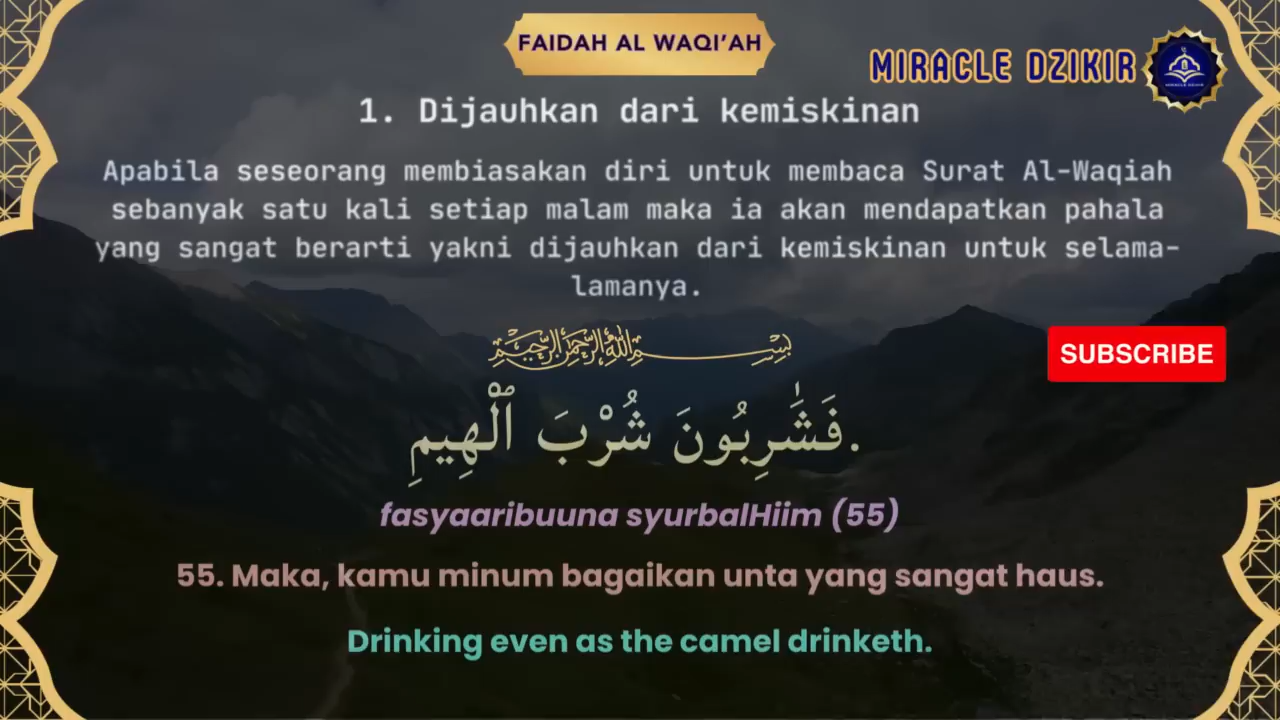 FAIDAH AL WAQI'AH
MIRACLE DZIKIR
1. Dijauhkan dari kemiskinan
Apabila seseorang membiasakan diri untuk membaca Surat Al-Waqiah
sebanyak satu kali setiap malam maka ia akan mendapatkan pahala
yang sangat berarti yakni dijauhkan dari kemiskinan untuk selama-
lamanya.
بِسْمِ اللهِ الرَّحْمٰنِ الرَّحِيْمِ
SUBSCRIBE
فَشَٰرِبُونَ شُرْبَ ٱلْهِيمِ.
fasyaaribuuna syurbalHiim (55)
55. Maka, kamu minum bagaikan unta yang sangat haus.
Drinking even as the camel drinketh.